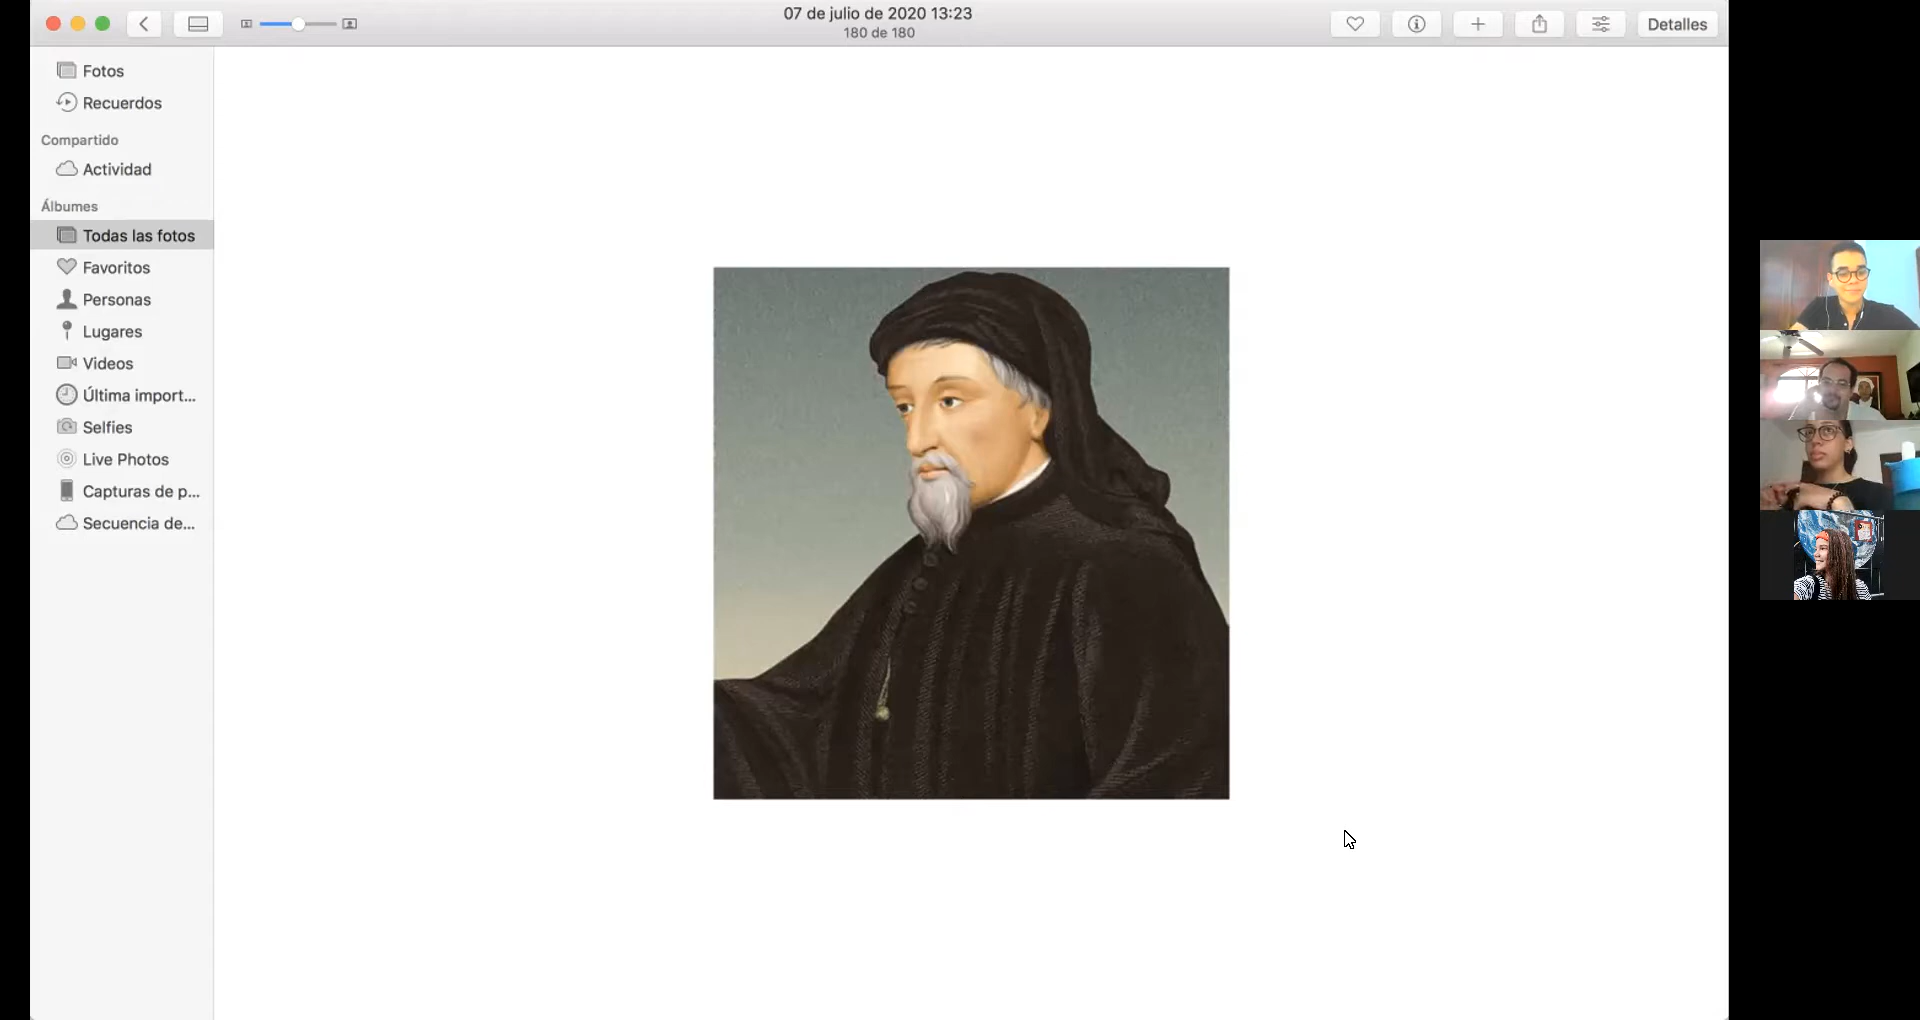 07 de julio de 2020 13:23
180 de 180
Detalles
Fotos
Recuerdos
Compartido
Actividad
Álbumes
Todas las fotos
Favoritos
Personas
Lugares
Videos
Última import...
Selfies
Live Photos
Capturas de p...
Secuencia de...